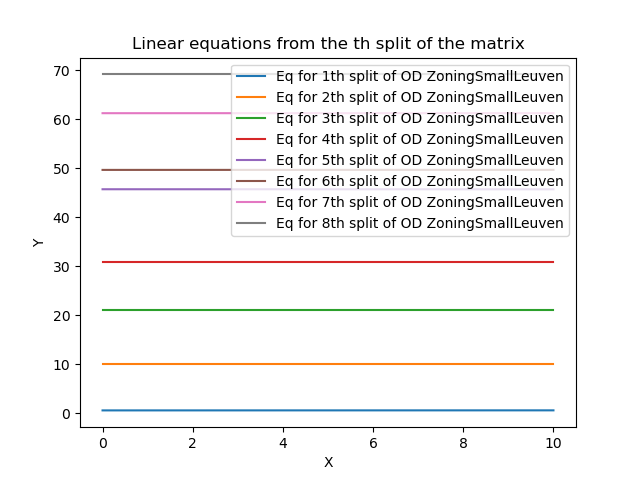 Linear equations from the th split of the matrix
70
60
50
40
30
20
10
0
Y
Eq for 1th split of OD ZoningSmallLeuven
Eq for 2th split of OD ZoningSmallLeuven
Eq for 3th split of OD ZoningSmallLeuven
Eq for 4th split of OD ZoningSmallLeuven
Eq for 5th split of OD ZoningSmallLeuven
Eq for 6th split of OD ZoningSmallLeuven
Eq for 7th split of OD ZoningSmallLeuven
Eq for 8th split of OD ZoningSmallLeuven
0 2 4 6 8 10
X